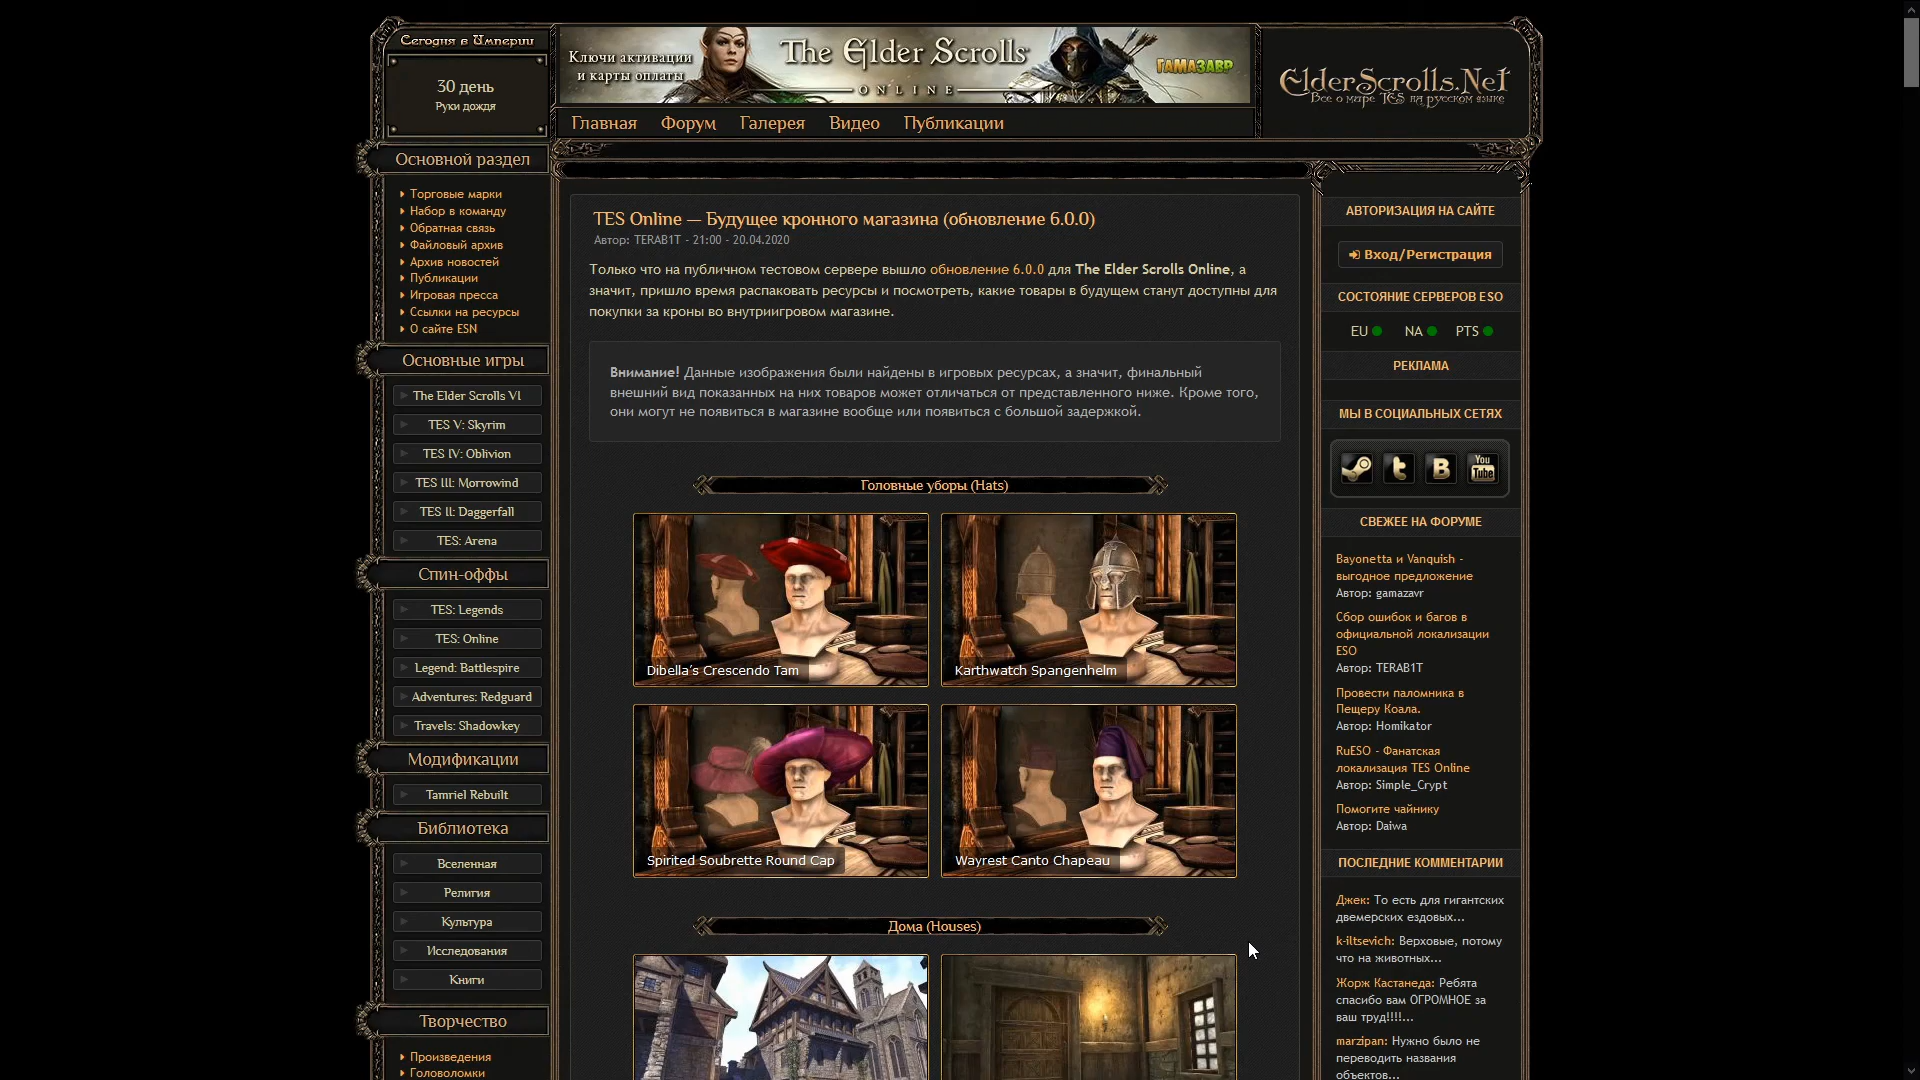 Сегодня в Империи
30 день
Руки дождя
Ключи активации
и карты оплаты
The Elder Scrolls
ONLINE
ГАМАЗАВР
ElderScrolls.Net
Все о мире TES на русском языке
Главная
Форум
Галерея
Видео
Публикации
Основной раздел
Торговые марки
Набор в команду
Обратная связь
Файловый архив
Архив новостей
Публикации
Игровая пресса
Ссылки на ресурсы
О сайте ESN
Основные игры
The Elder Scrolls VI
TES V: Skyrim
TES IV: Oblivion
TES III: Morrowind
TES II: Daggerfall
TES: Arena
Спин-оффы
TES: Legends
TES: Online
Legend: Battlespire
Adventures: Redguard
Travels: Shadowkey
Модификации
Tamriel Rebuilt
Библиотека
Вселенная
Религия
Культура
Исследования
Книги
Творчество
Произведения
Головоломки
TES Online — Будущее кронного магазина (обновление 6.0.0)
Автор: TERAB1T - 21:00 - 20.04.2020
Только что на публичном тестовом сервере вышло обновление 6.0.0 для The Elder Scrolls Online, а
значит, пришло время распаковать ресурсы и посмотреть, какие товары в будущем станут доступны для
покупки за кроны во внутриигровом магазине.
Внимание! Данные изображения были найдены в игровых ресурсах, а значит, финальный
внешний вид показанных на них товаров может отличаться от представленного ниже. Кроме того,
они могут не появиться в магазине вообще или появиться с большой задержкой.
Головные уборы (Hats)
Dibella's Crescendo Tam
Karthwatch Spangenhelm
Spirited Soubrette Round Cap
Wayrest Canto Chapeau
Дома (Houses)
АВТОРИЗАЦИЯ НА САЙТЕ
Вход/Регистрация
СОСТОЯНИЕ СЕРВЕРОВ ESO
EU NA PTS
РЕКЛАМА
МЫ В СОЦИАЛЬНЫХ СЕТЯХ
t B You Tube
СВЕЖЕЕ НА ФОРУМЕ
Bayonetta и Vanquish -
выгодное предложение
Автор: gamazavr
Сбор ошибок и багов в
официальной локализации
ESO
Автор: TERAB1T
Провести паломника в
Пещеру Коала.
Автор: Homikator
RuESO - Фанатская
локализация TES Online
Автор: Simple_Crypt
Помогите чайнику
Автор: Daiwa
ПОСЛЕДНИЕ КОММЕНТАРИИ
Джек: То есть для гигантских
двемерских ездовых...
k-iltsevich: Верховые, потому
что на животных...
Жорж Кастанеда: Ребята
спасибо вам ОГРОМНОЕ за
ваш труд!!!!...
marzipan: Нужно было не
переводить названия
объектов...